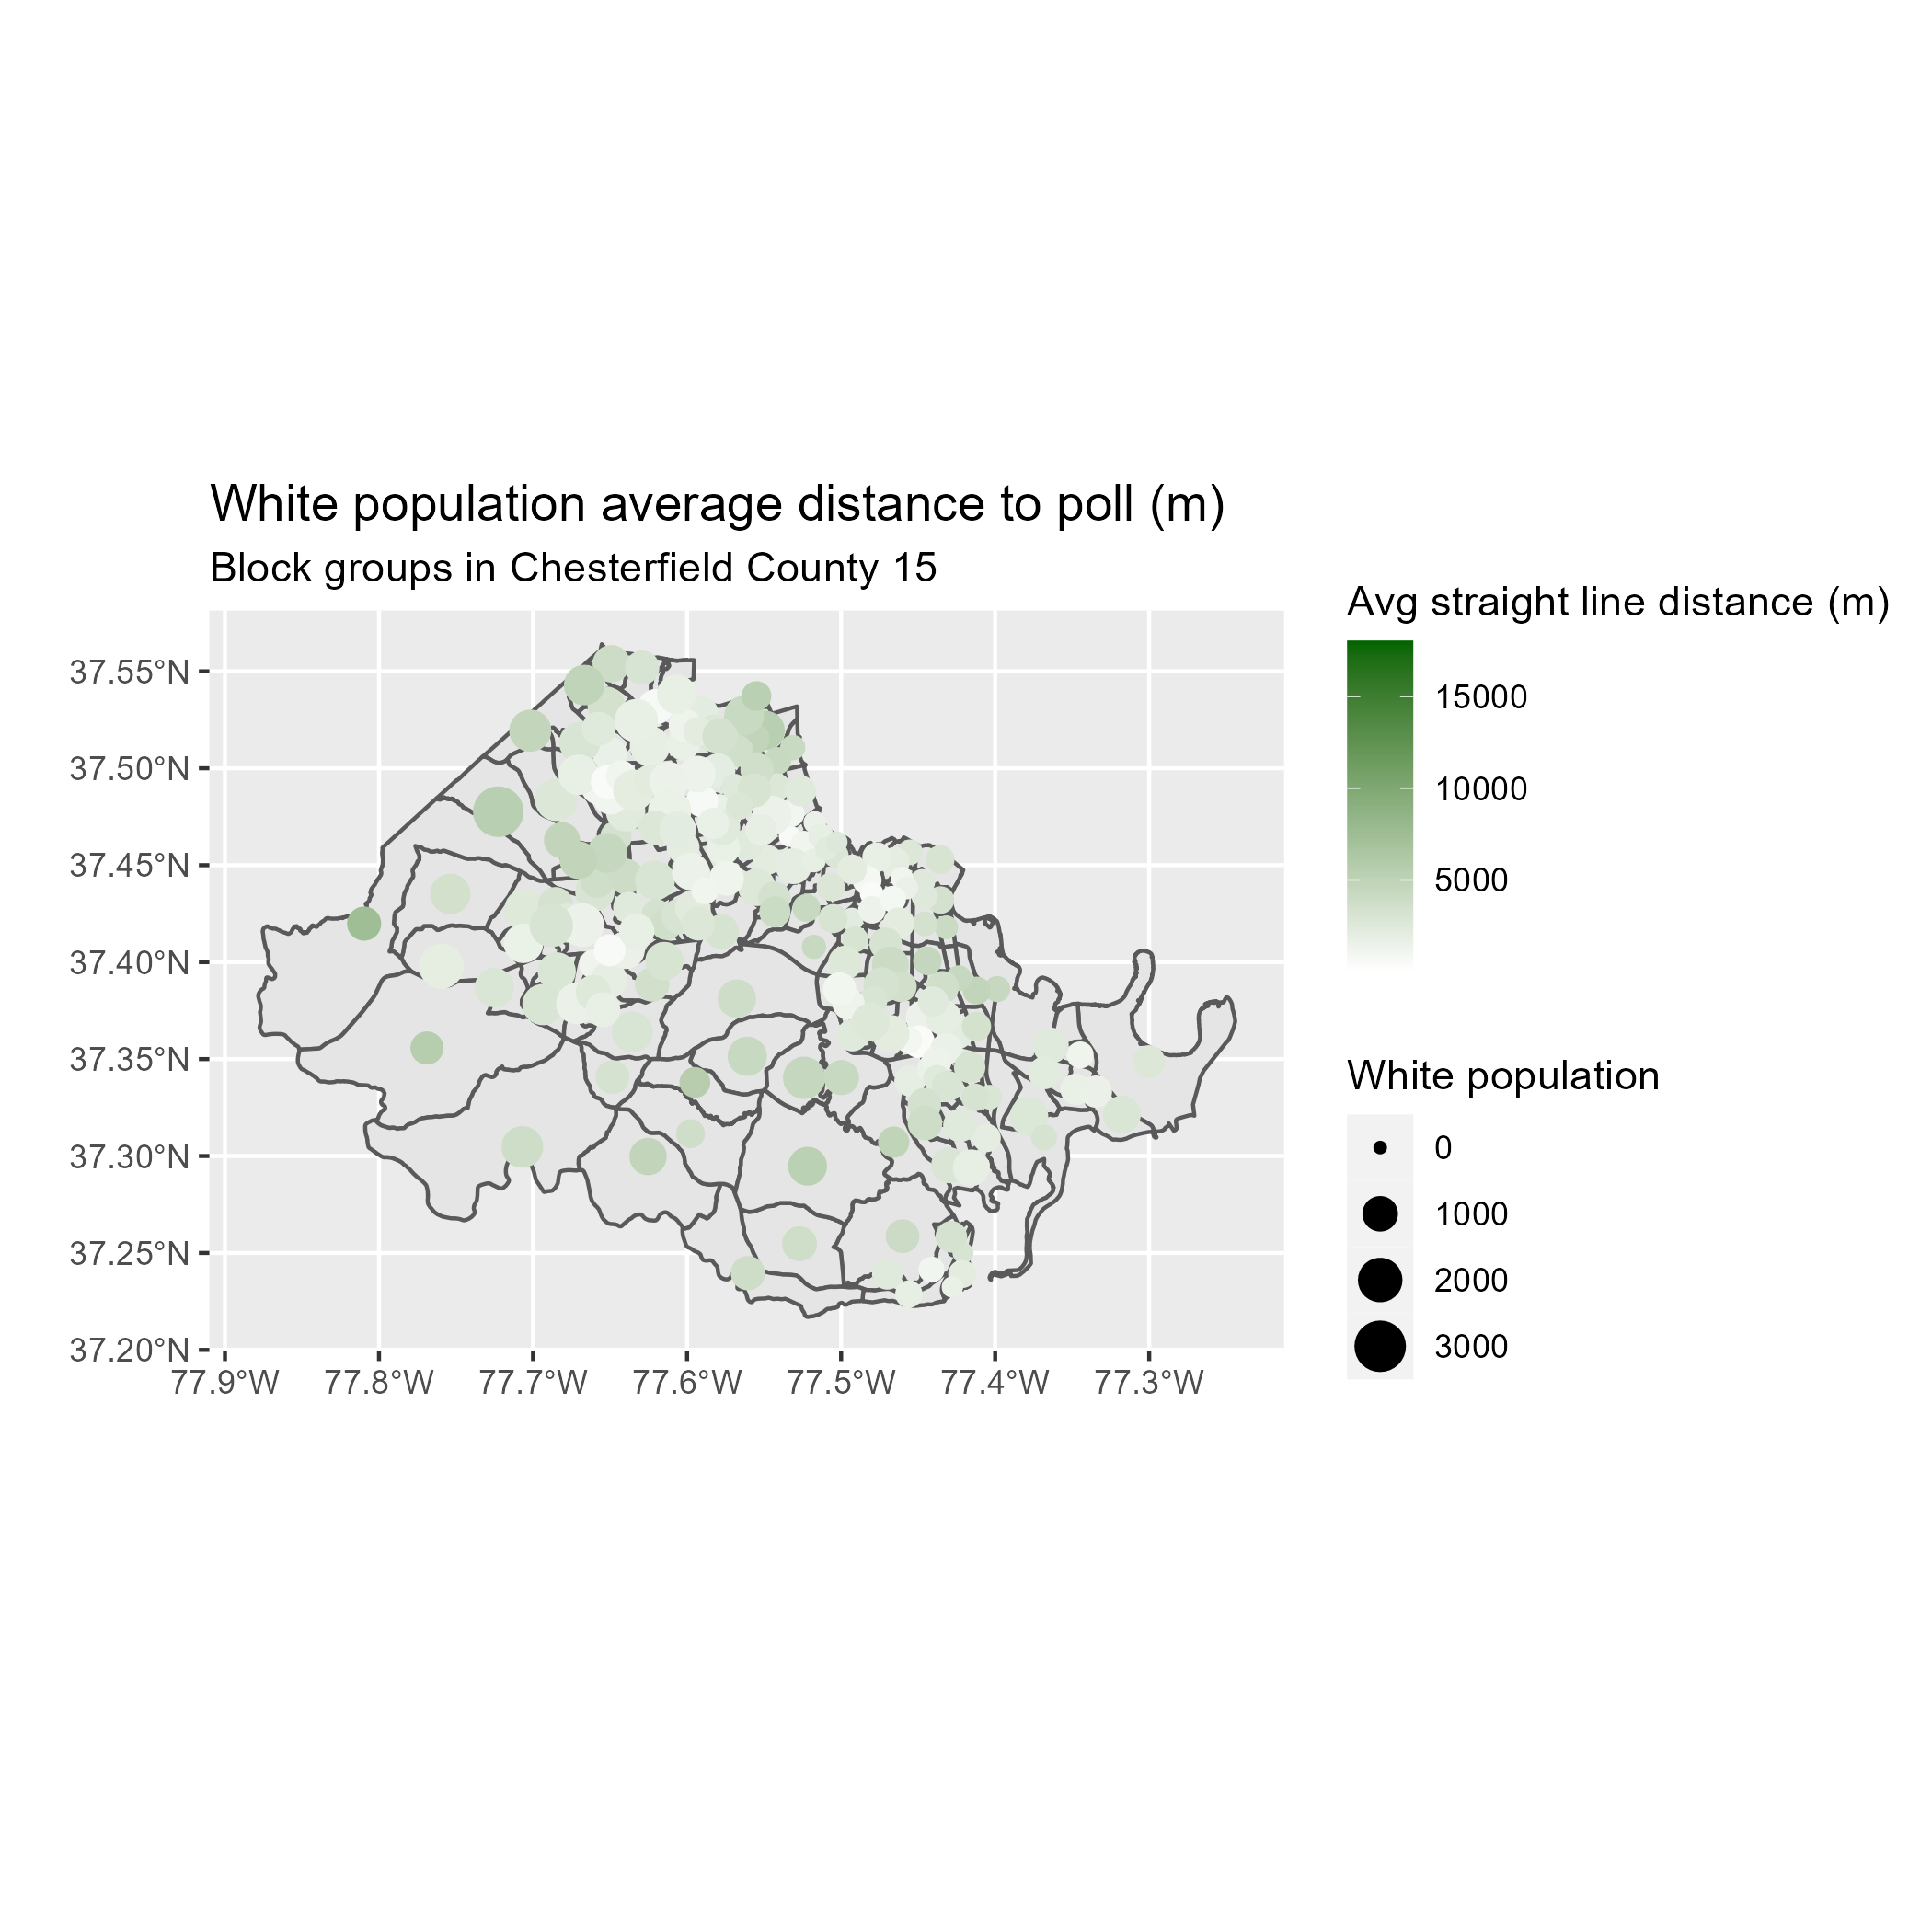 White population average distance to poll (m)
Block groups in Chesterfield County 15
37.55°N
37.50°N
37.45°N
37.40°N
37.35°N
37.30°N
37.25°N
37.20°N
77.9°W 77.8°W 77.7°W 77.6°W 77.5°W 77.4°W 77.3°W
Avg straight line distance (m)
15000
10000
5000
White population
0
1000
2000
3000